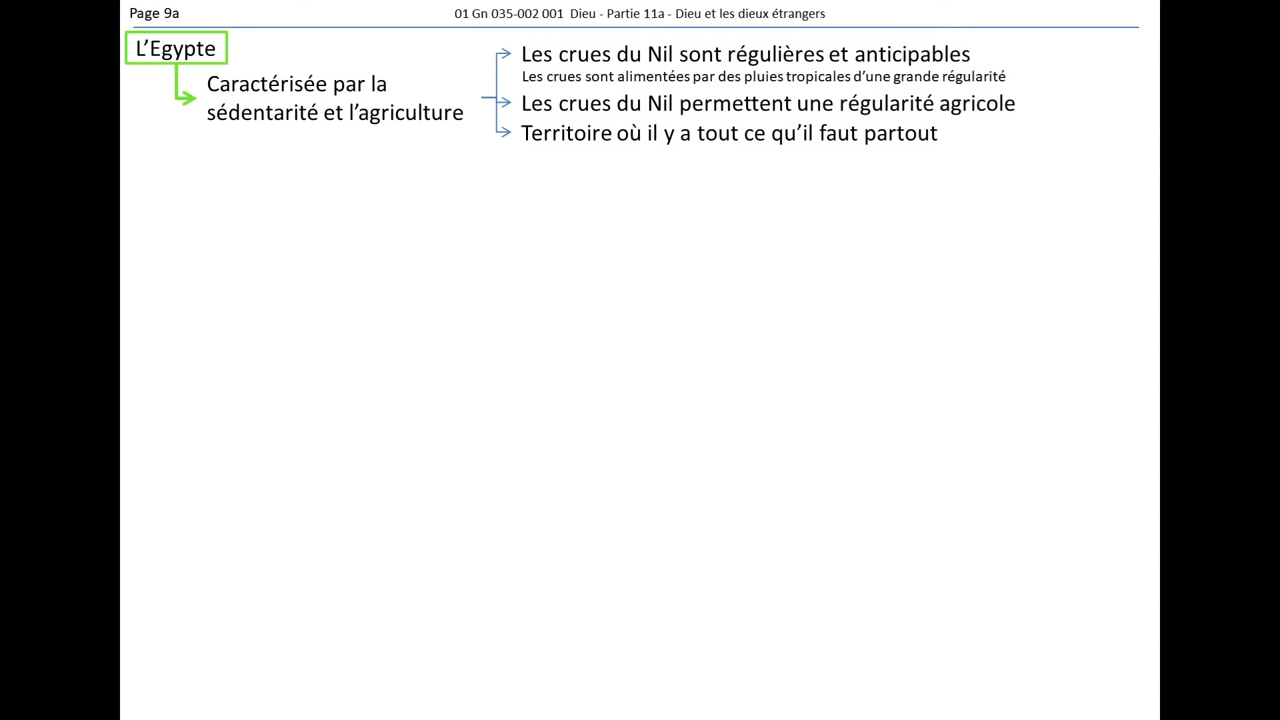 Page 9a
01 Gn 035-002 001 Dieu - Partie 11a - Dieu et les dieux étrangers
L’Egypte
Caractérisée par la
sédentarité et l’agriculture
Les crues du Nil sont régulières et anticipables
Les crues sont alimentées par des pluies tropicales d’une grande régularité
Les crues du Nil permettent une régularité agricole
Territoire où il y a tout ce qu’il faut partout